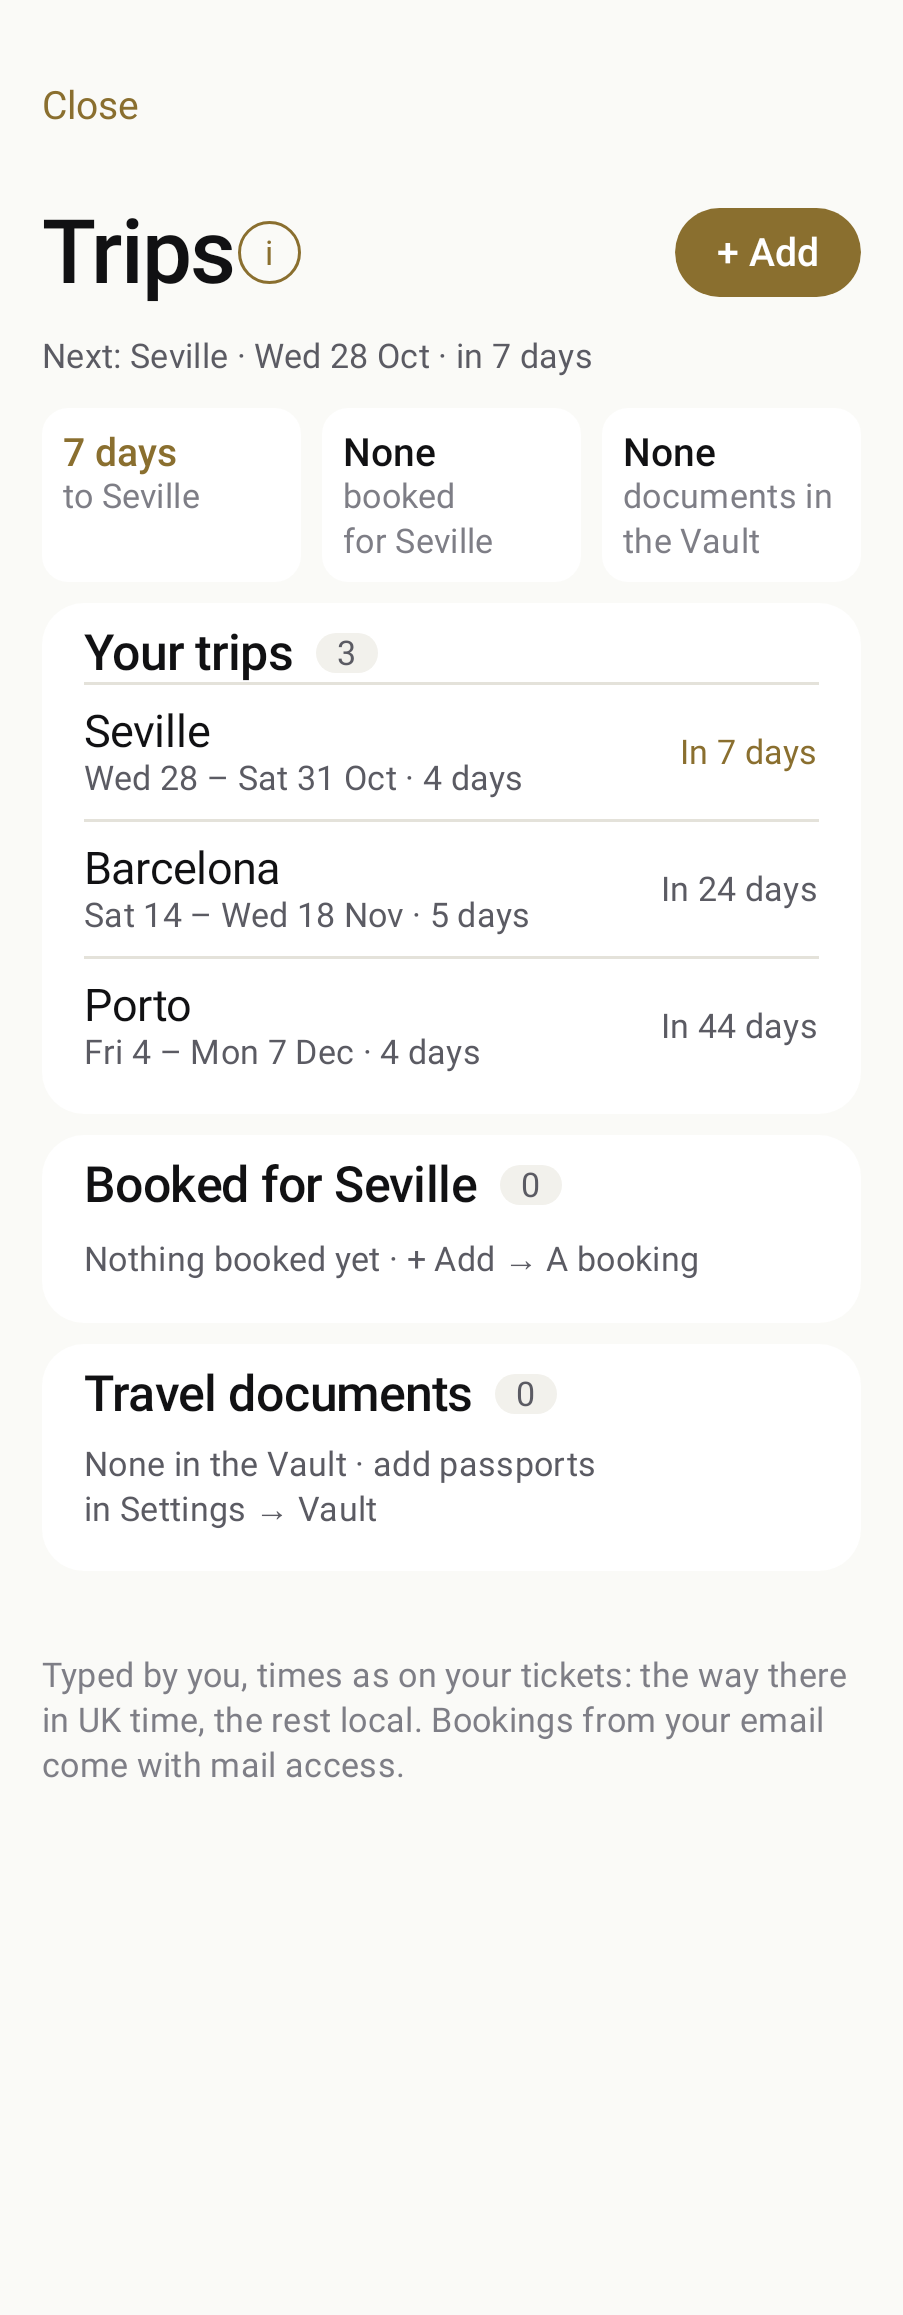 Close
Trips i
+ Add
Next: Seville · Wed 28 Oct · in 7 days
7 days
to Seville
None
booked
for Seville
None
documents in
the Vault
Your trips 3
Seville
Wed 28 – Sat 31 Oct · 4 days
In 7 days
Barcelona
Sat 14 – Wed 18 Nov · 5 days
In 24 days
Porto
Fri 4 – Mon 7 Dec · 4 days
In 44 days
Booked for Seville 0
Nothing booked yet · + Add → A booking
Travel documents 0
None in the Vault · add passports
in Settings → Vault
Typed by you, times as on your tickets: the way there
in UK time, the rest local. Bookings from your email
come with mail access.